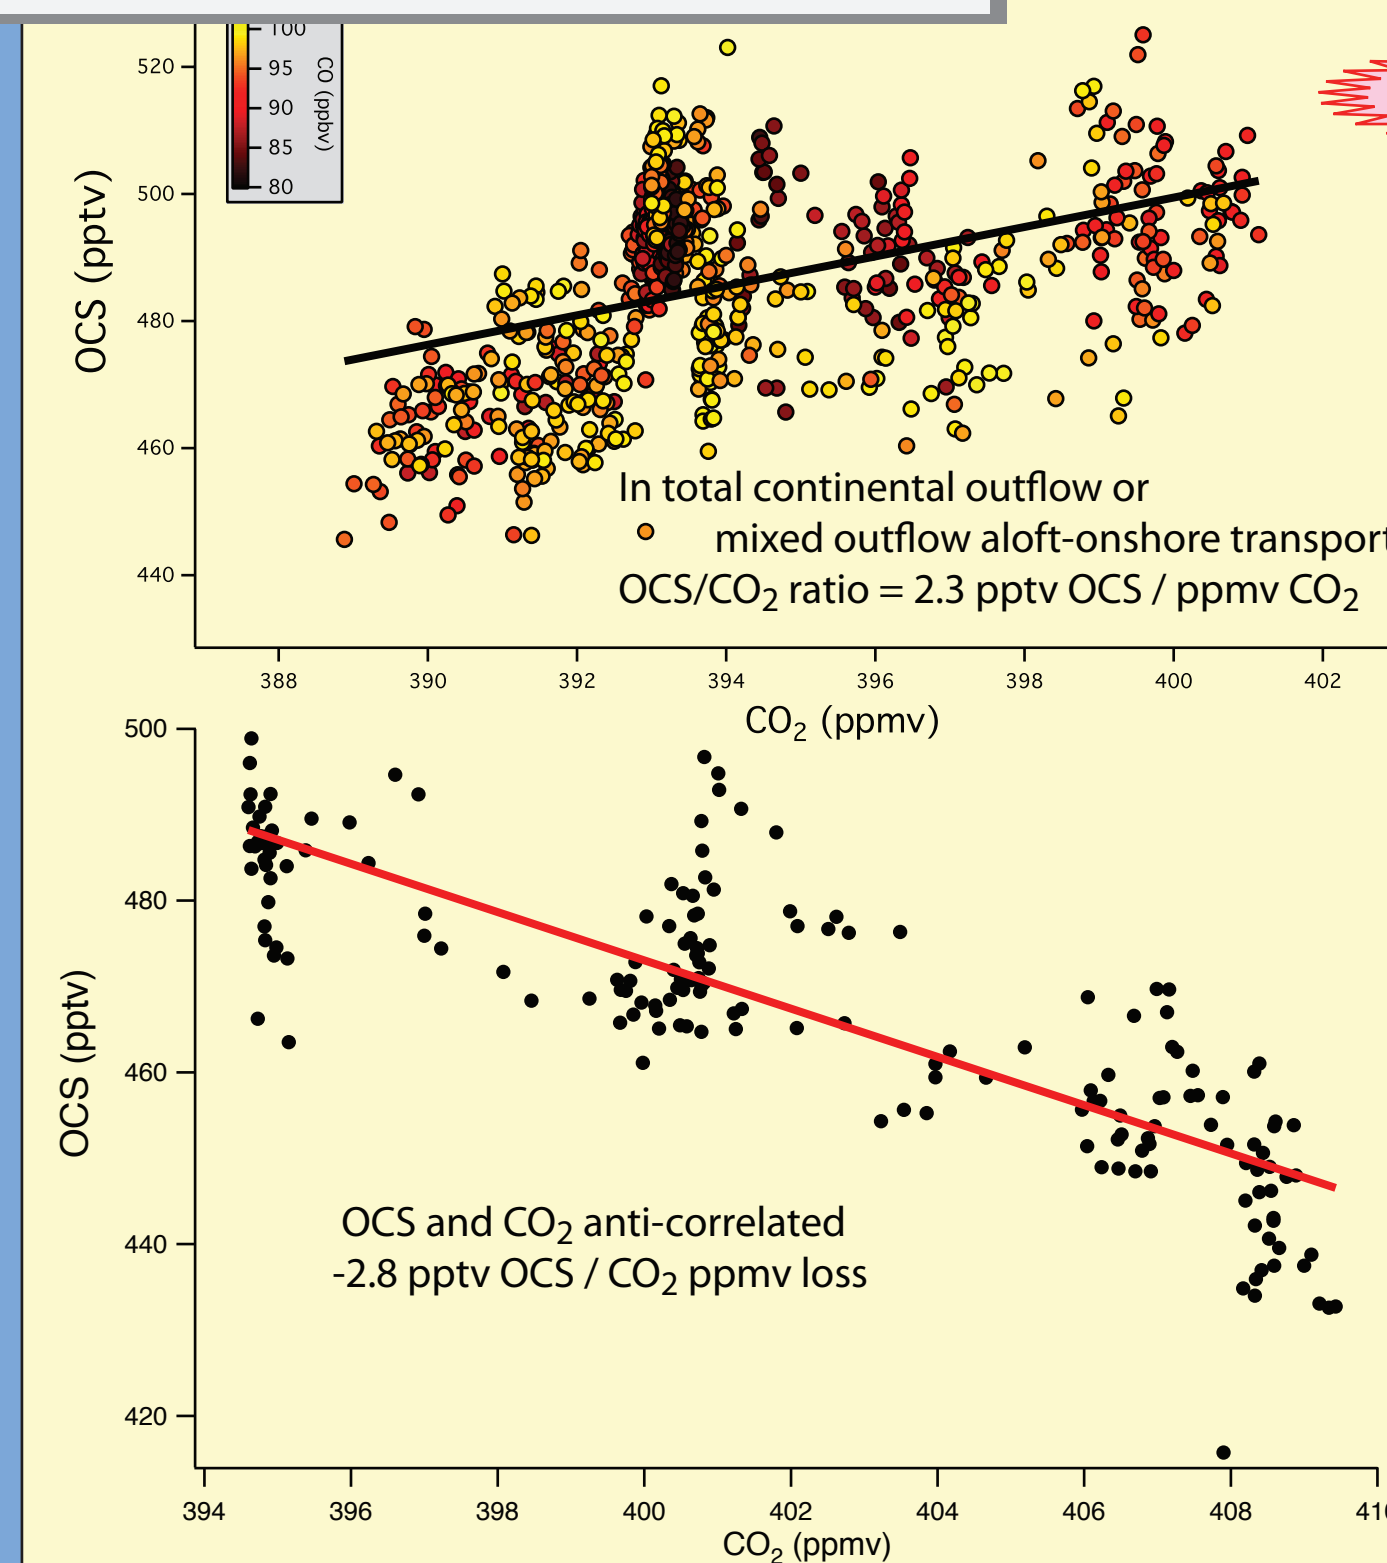 100
95
90
85
80
CO (ppbv)
520
500
480
460
440
OCS (pptv)
In total continental outflow or
mixed outflow aloft-onshore transport
OCS/CO₂ ratio = 2.3 pptv OCS / ppmv CO₂
388 390 392 394 396 398 400 402
CO₂ (ppmv)
500
480
460
440
420
OCS (pptv)
OCS and CO₂ anti-correlated
-2.8 pptv OCS / CO₂ ppmv loss
394 396 398 400 402 404 406 408
CO₂ (ppmv)